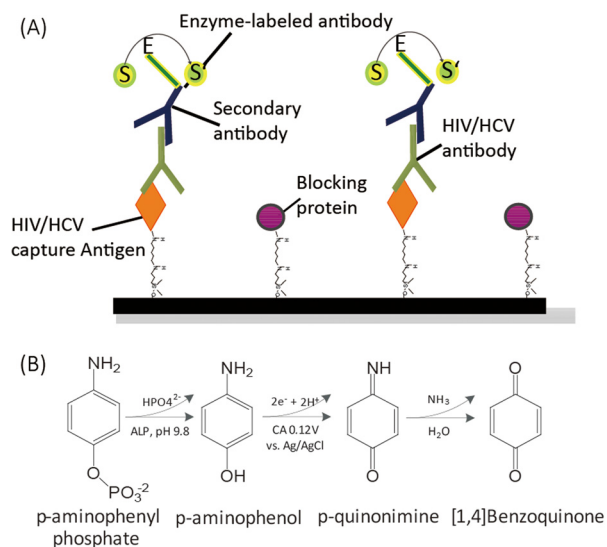 (A)
Enzyme-labeled antibody
E
S
S
Secondary
antibody
E
S
S'
HIV/HCV
antibody
Blocking
protein
HIV/HCV
capture Antigen
(B)
NH₂
HPO4²⁻
ALP, pH 9.8
O
PO₃⁻²
p-aminophenyl
phosphate
NH₂
2e⁻ + 2H⁺
CA 0.12V
vs. Ag/AgCl
OH
p-aminophenol
NH
NH₃
H₂O
O
p-quinonimine
O
O
[1,4]Benzoquinone